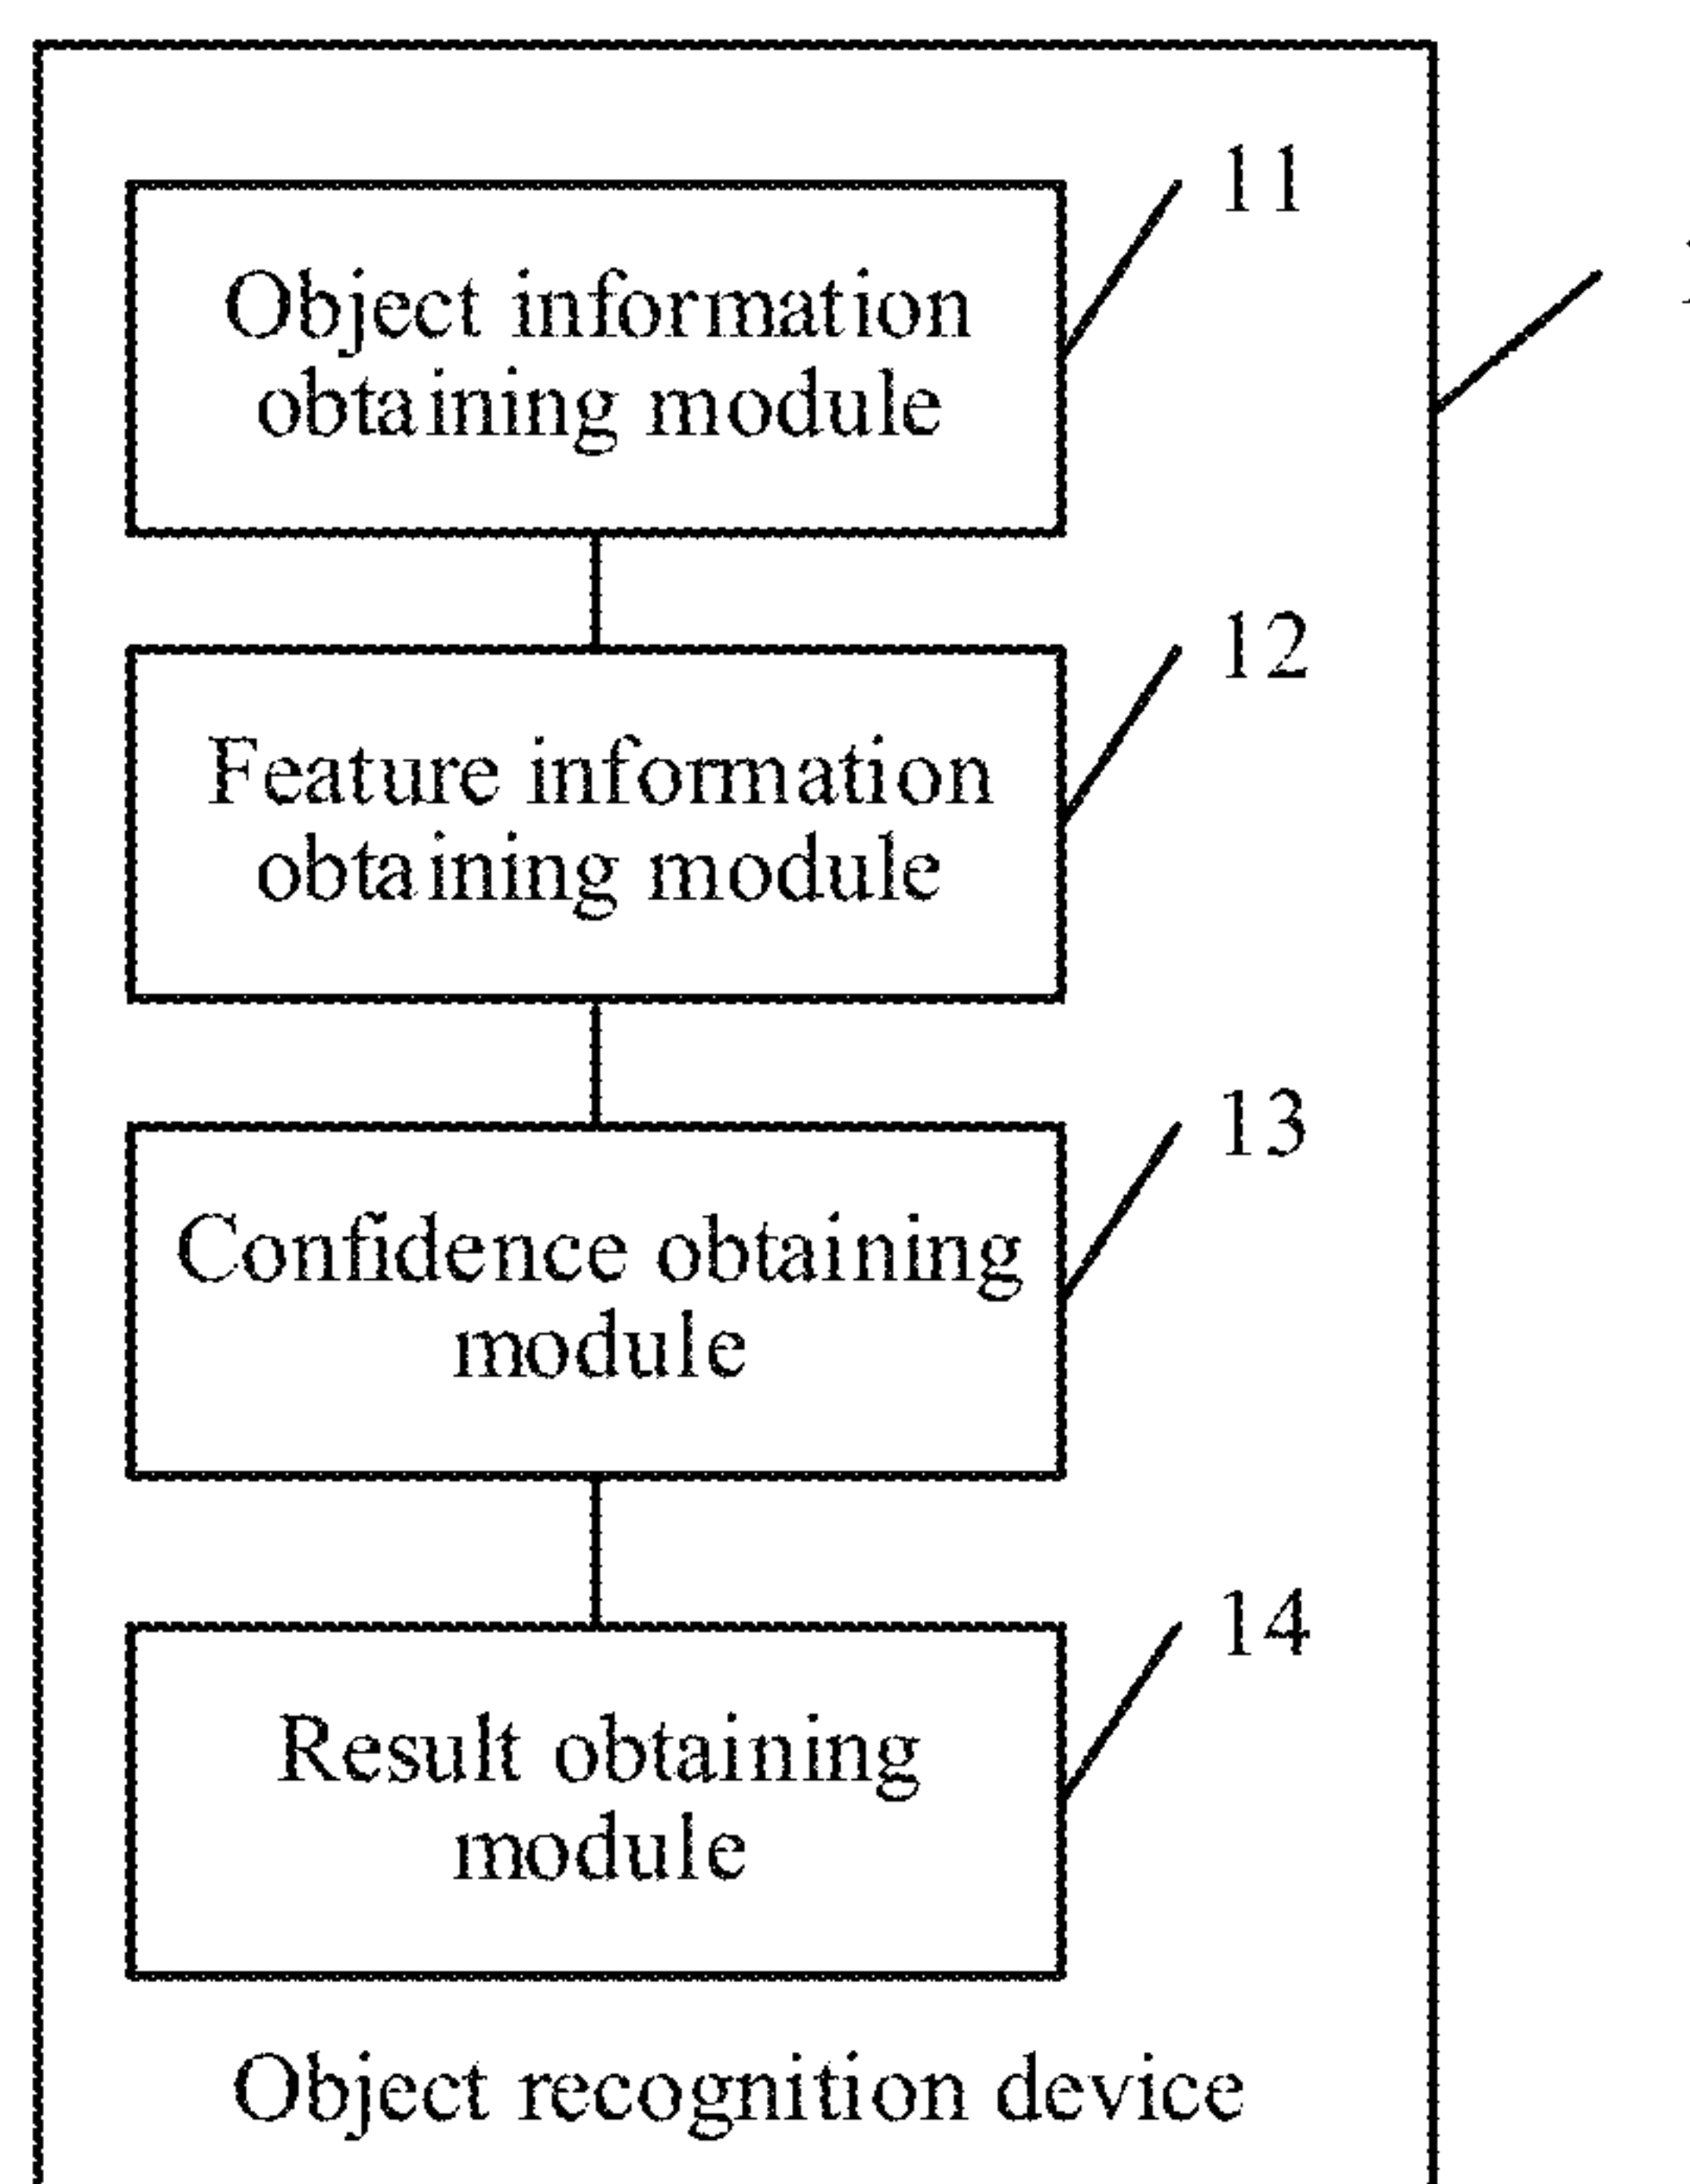 11
Object information
obtaining module
12
Feature information
obtaining module
13
Confidence obtaining
module
14
Result obtaining
module
Object recognition device